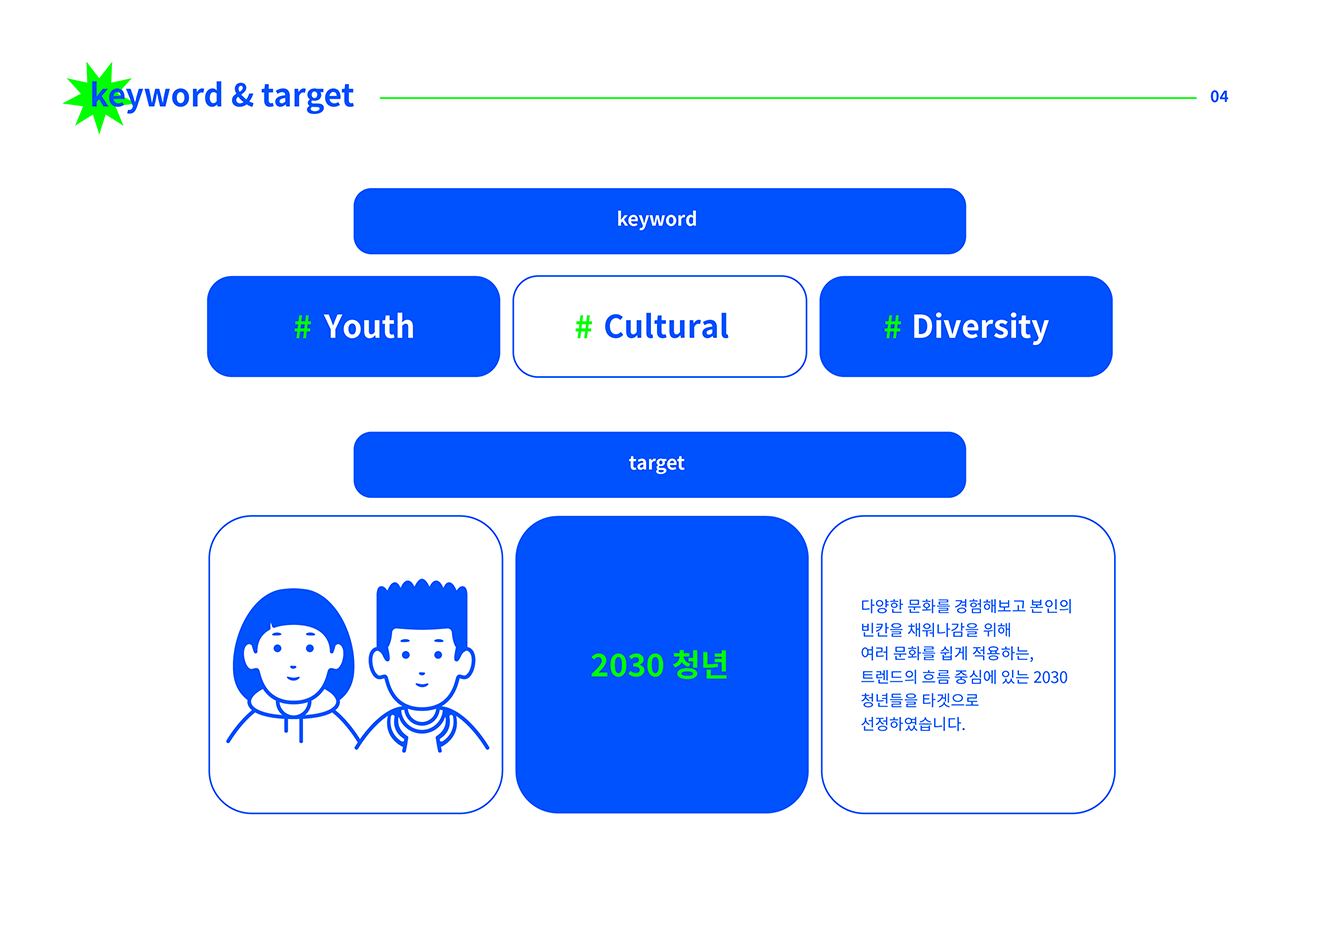 keyword & target
04
keyword
# Youth
# Cultural
# Diversity
target
2030 청년
다양한 문화를 경험해보고 본인의
빈칸을 채워나감을 위해
여러 문화를 쉽게 적용하는,
트렌드의 흐름 중심에 있는 2030
청년들을 타겟으로
선정하였습니다.